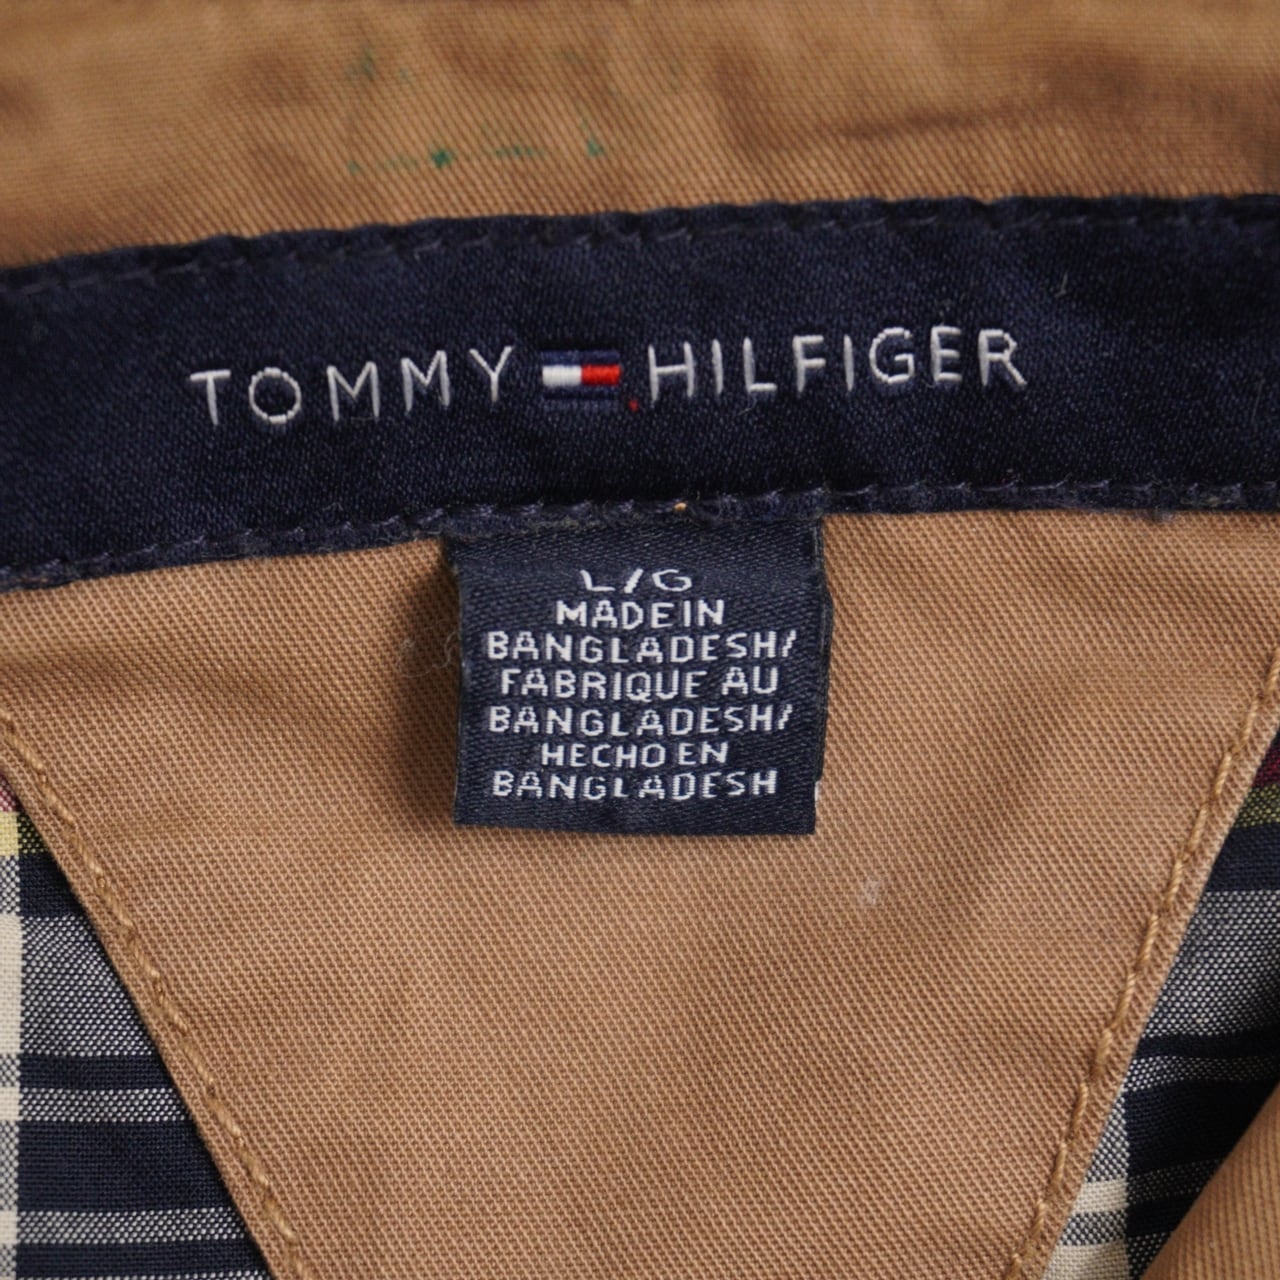 TOMMY HILFIGER
L/G
MADE IN
BANGLADESH/
FABRIQUE AU
BANGLADESH/
HECHO EN
BANGLADESH